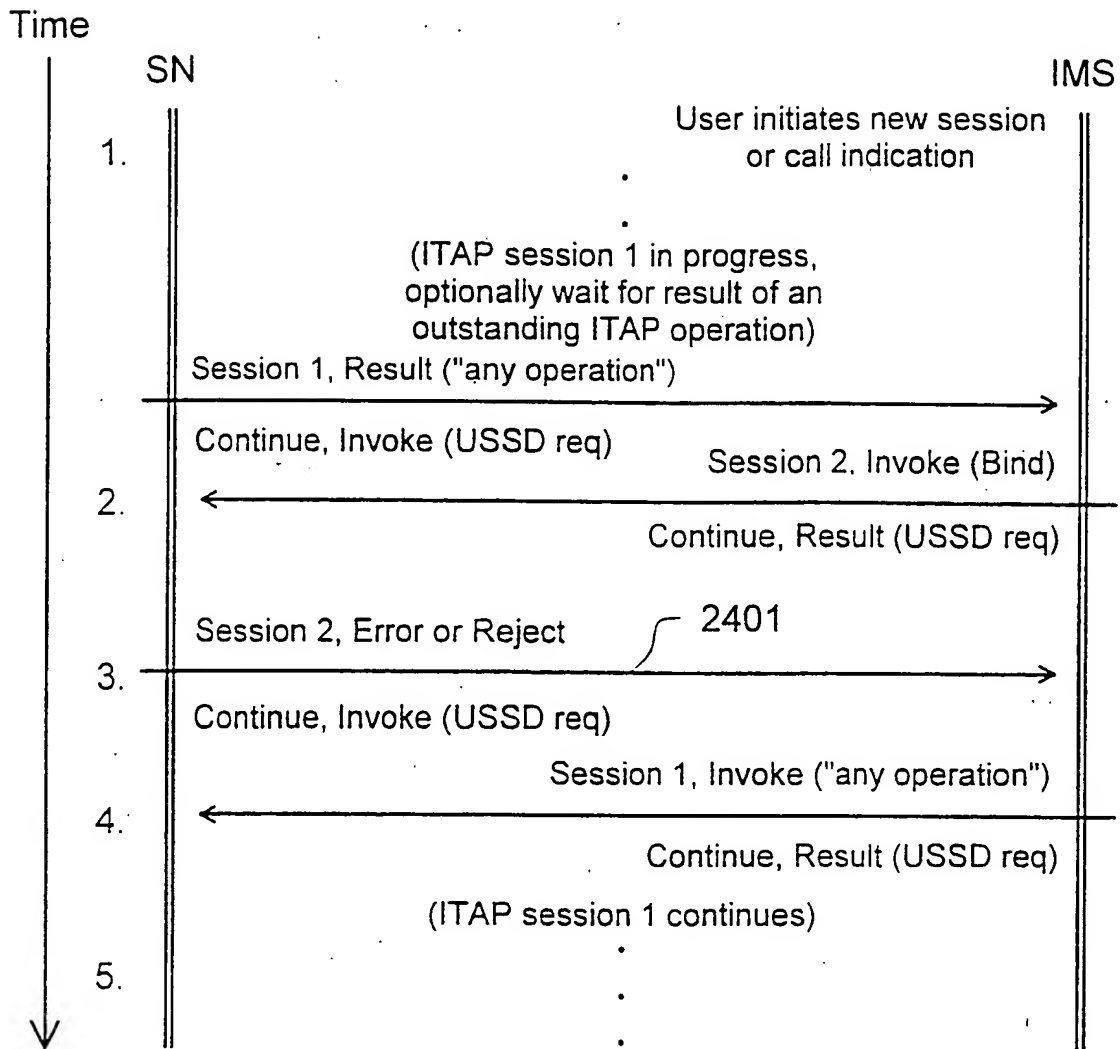 Time
SN
IMS
1.
User initiates new session
or call indication
(ITAP session 1 in progress,
optionally wait for result of an
outstanding ITAP operation)
Session 1, Result ("any operation")
Continue, Invoke (USSD req)
Session 2. Invoke (Bind)
2.
Continue, Result (USSD req)
Session 2, Error or Reject
2401
3.
Continue, Invoke (USSD req)
Session 1, Invoke ("any operation")
4.
Continue, Result (USSD req)
(ITAP session 1 continues)
5.